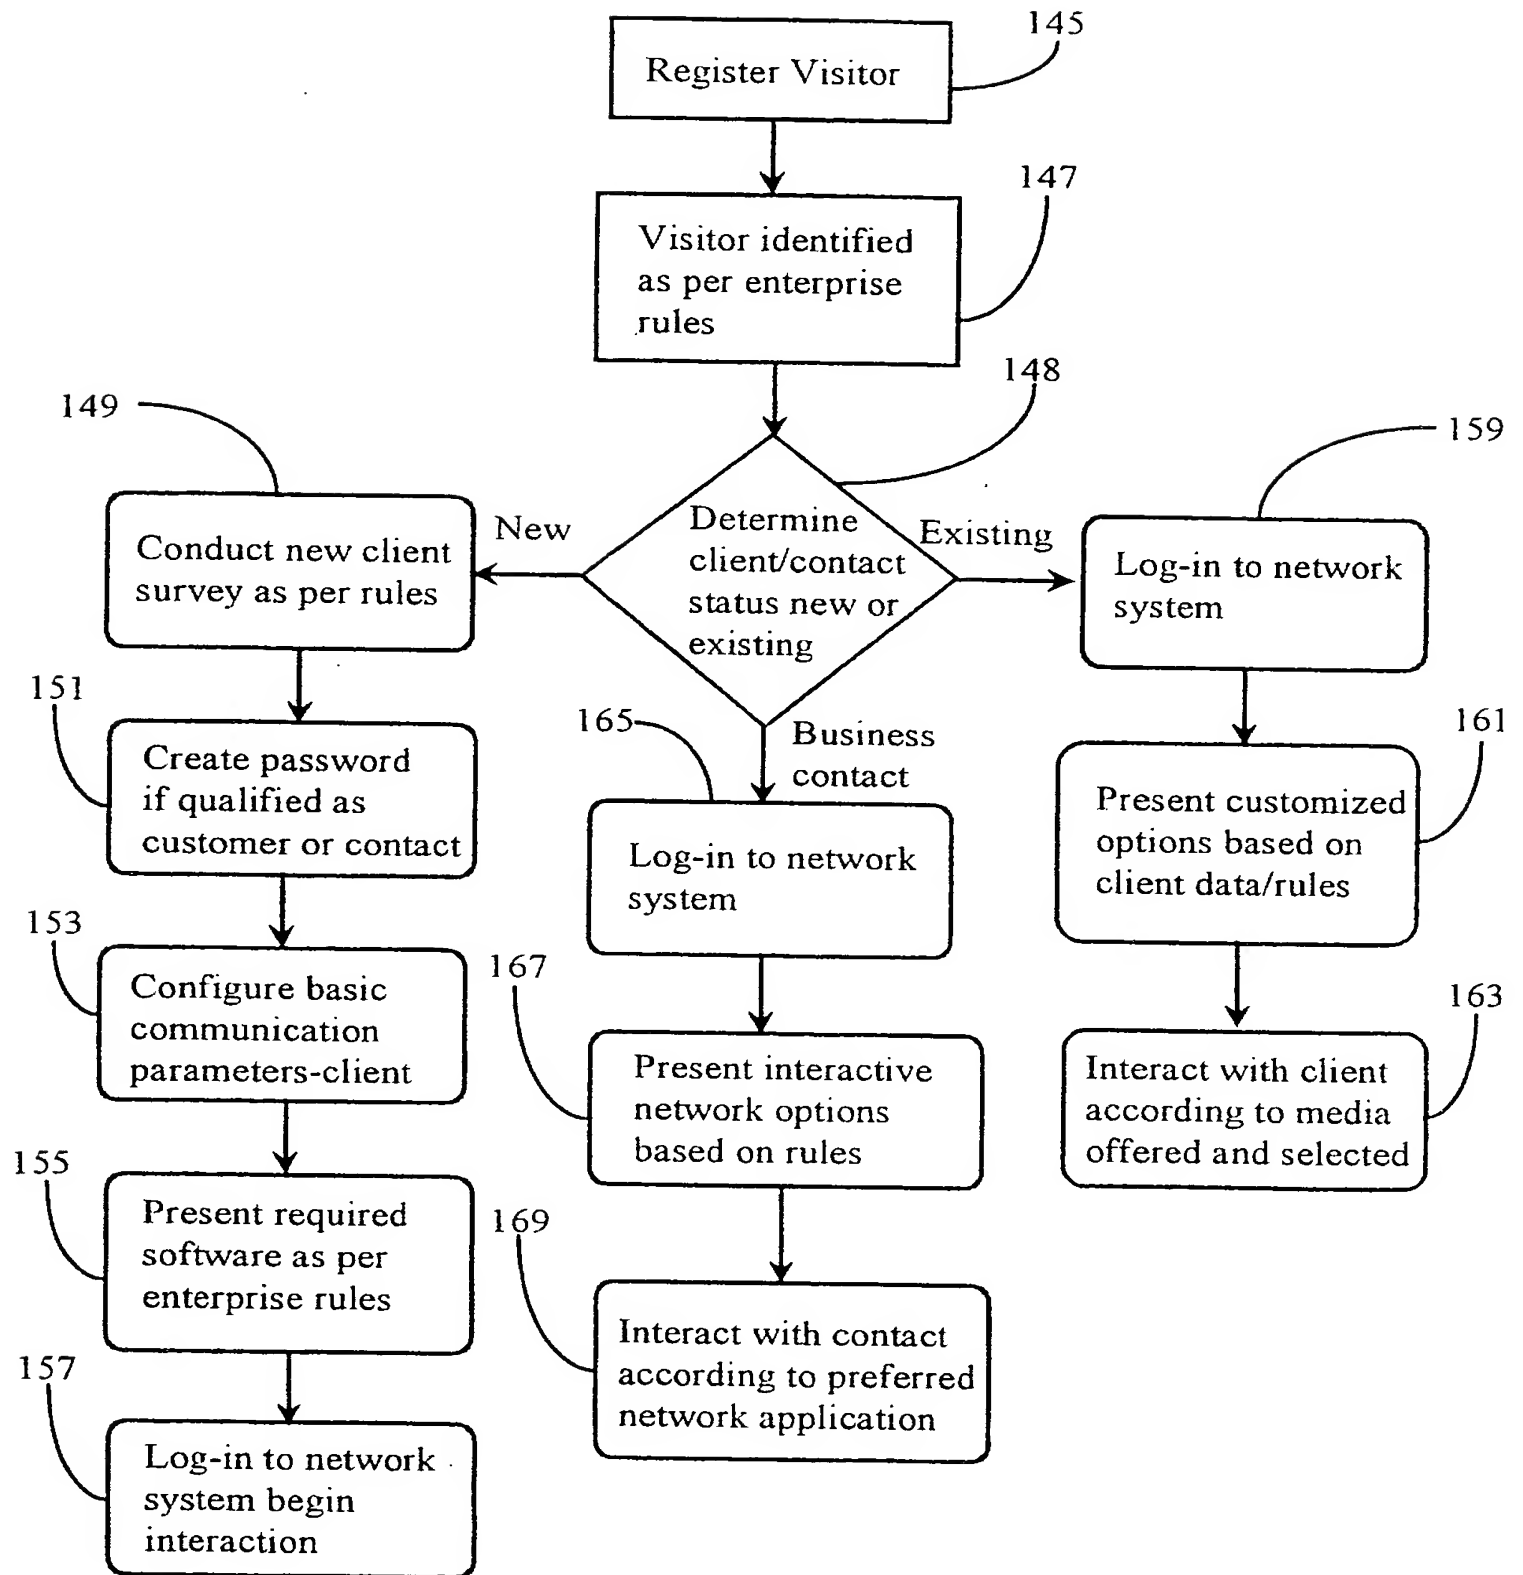 145
Register Visitor
147
Visitor identified
as per enterprise
rules
148
Determine
client/contact
status new or
existing
New
Existing
Business
contact
149
Conduct new client
survey as per rules
151
Create password
if qualified as
customer or contact
153
Configure basic
communication
parameters-client
155
Present required
software as per
enterprise rules
157
Log-in to network
system begin
interaction
165
Log-in to network
system
167
Present interactive
network options
based on rules
169
Interact with contact
according to preferred
network application
159
Log-in to network
system
161
Present customized
options based on
client data/rules
163
Interact with client
according to media
offered and selected